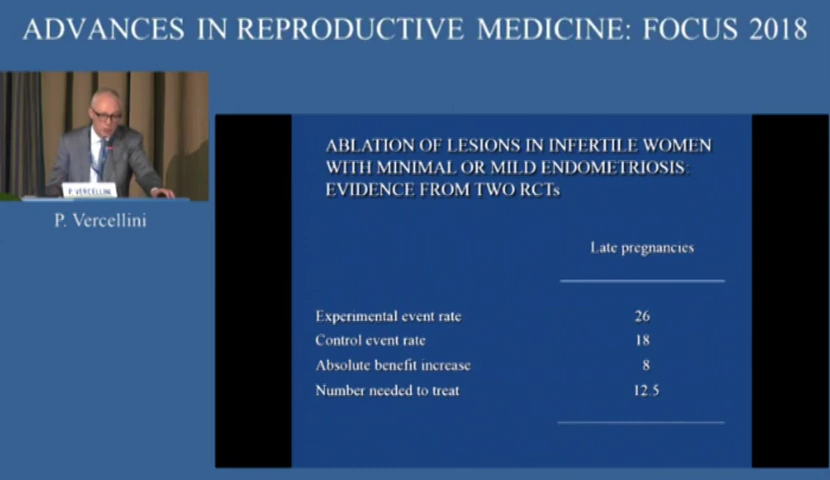 ADVANCES IN REPRODUCTIVE MEDICINE: FOCUS 2018
P. VERCELLINI
P. Vercellini
ABLATION OF LESIONS IN INFERTILE WOMEN
WITH MINIMAL OR MILD ENDOMETRIOSIS:
EVIDENCE FROM TWO RCTs
Late pregnancies
Experimental event rate 26
Control event rate 18
Absolute benefit increase 8
Number needed to treat 12.5